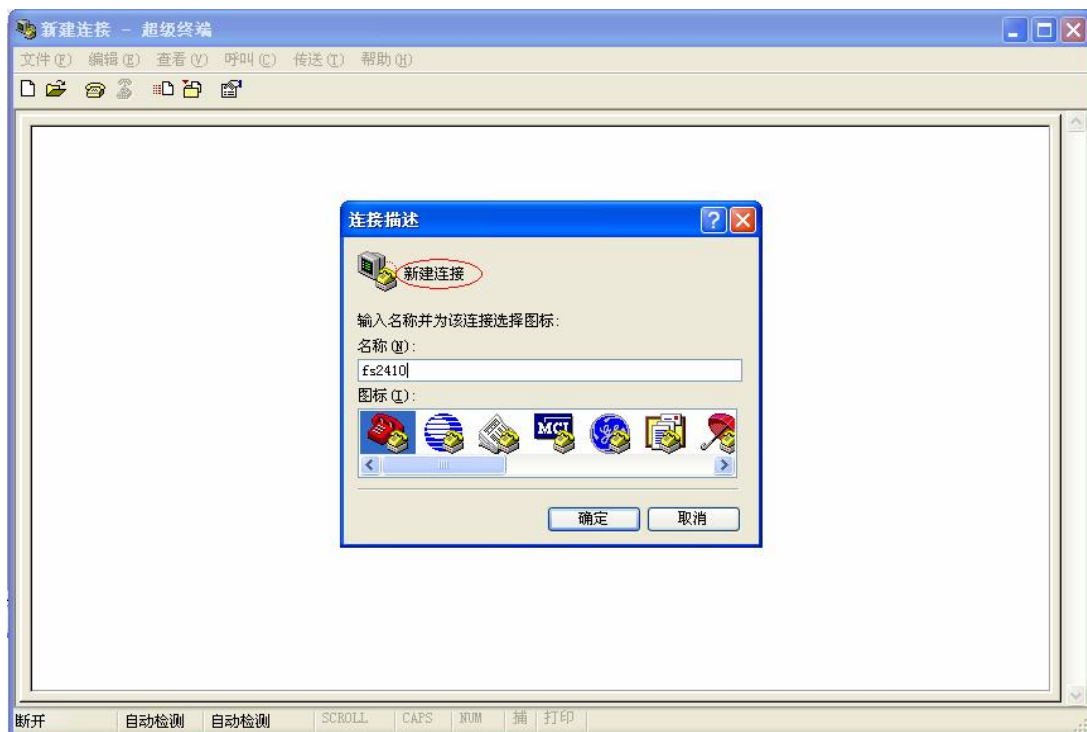 新建连接 - 超级终端
文件(F) 编辑(E) 查看(V) 呼叫(C) 传送(T) 帮助(H)
连接描述
新建连接
输入名称并为该连接选择图标:
名称(N):
fs2410
图标(I):
MCI
确定 取消
断开 自动检测 自动检测 SCROLL CAPS NUM 捕 打印